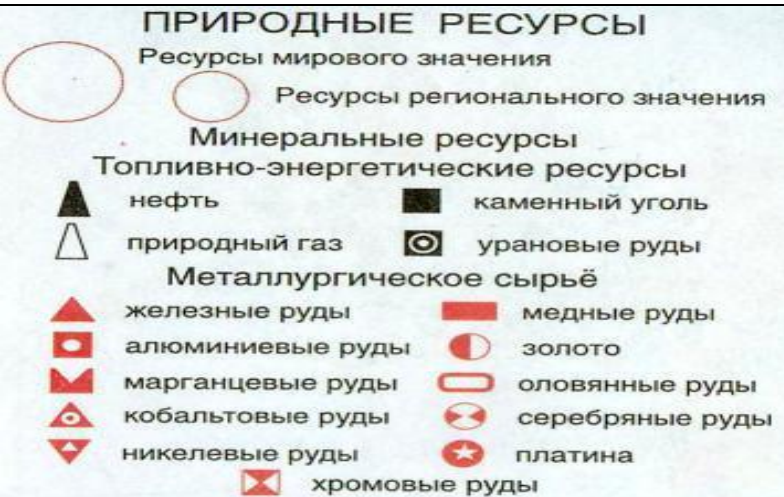 ПРИРОДНЫЕ РЕСУРСЫ
Ресурсы мирового значения
Ресурсы регионального значения
Минеральные ресурсы
Топливно-энергетические ресурсы
нефть каменный уголь
природный газ урановые руды
Металлургическое сырьё
железные руды медные руды
алюминиевые руды золото
марганцевые руды оловянные руды
кобальтовые руды серебряные руды
никелевые руды платина
хромовые руды